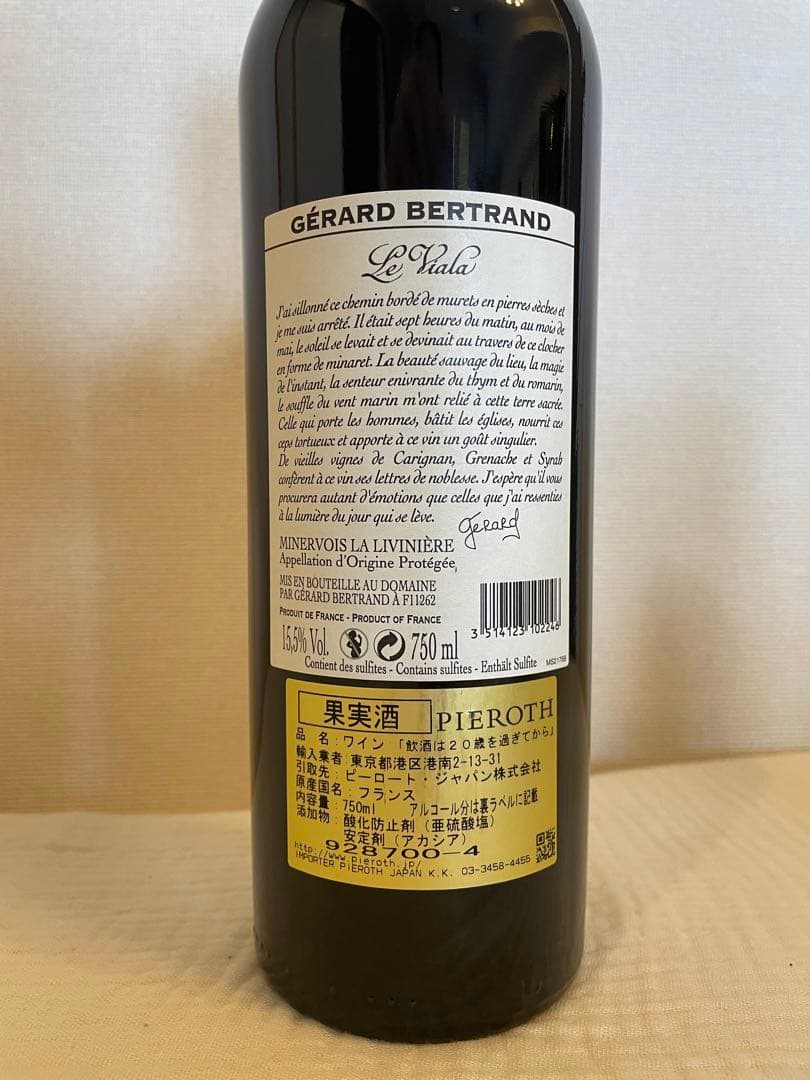 GÉRARD BERTRAND
Le Viala
J'ai sillonné ce chemin bordé de murets en pierres sèches et
je me suis arrêté. Il était sept heures du matin, au mois de
mai, le soleil se levait et se devinait au travers de ce clocher
en forme de minaret. La beauté sauvage du lieu, la magie
de l'instant, la senteur enivrante du thym et du romarin,
le souffle du vent marin m'ont relié à cette terre sacrée.
Celle qui porte les hommes, bâtit les églises, nourrit ces
ceps tortueux et apporte à ce vin un goût singulier.
De vieilles vignes de Carignan, Grenache et Syrah
confèrent à ce vin ses lettres de noblesse. J'espère qu'il vous
procurera autant d'émotions que celles que j'ai ressenties
à la lumière du jour qui se lève.
Gérard
MINERVOIS LA LIVINIÈRE
Appellation d'Origine Protégée
MIS EN BOUTEILLE AU DOMAINE
PAR GÉRARD BERTRAND À F11262
PRODUIT DE FRANCE - PRODUCT OF FRANCE
3 514123 102246
15,5% Vol. 750 ml
Contient des sulfites - Contains sulfites - Enthält Sulfite
果実酒 PIEROTH
品 名:ワイン 「飲酒は20歳を過ぎてから」
輸入業者:東京都港区港南2-13-31
引取先:ピーロート・ジャパン株式会社
原産国名:フランス
内容量:750ml アルコール分は裏ラベルに記載
添加物:酸化防止剤(亜硫酸塩)
安定剤(アカシア)
928700-4
http://www.pieroth.jp/
IMPORTER PIEROTH JAPAN K.K. 03-3458-4455